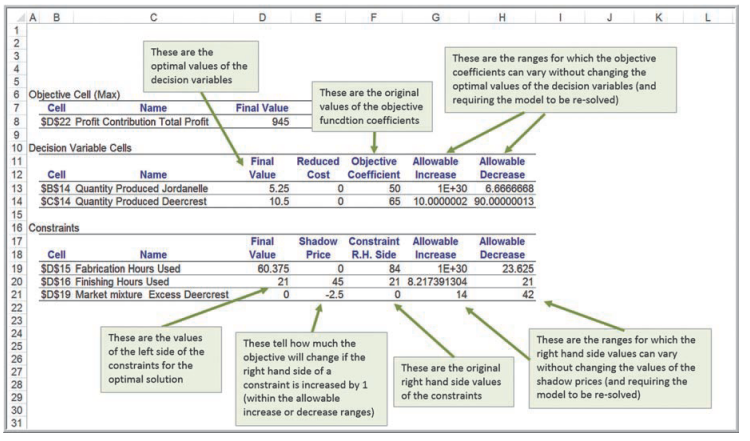 A B C D E F G H I J K L
1
2
3
4
5
These are the
optimal values of the
decision variables
These are the ranges for which the objective
coefficients can vary without changing the
optimal values of the decision variables (and
requiring the model to be re-solved)
These are the original
values of the objective
funcdtion coefficients
6 Objective Cell (Max)
7 Cell Name Final Value
8 $D$22 Profit Contribution Total Profit 945
9
10 Decision Variable Cells
11 Final Reduced Objective Allowable Allowable
12 Cell Name Value Cost Coefficient Increase Decrease
13 $B$14 Quantity Produced Jordanelle 5.25 0 50 1E+30 6.6666668
14 $C$14 Quantity Produced Deercrest 10.5 0 65 10.0000002 90.00000013
15
16 Constraints
17 Final Shadow Constraint Allowable Allowable
18 Cell Name Value Price R.H. Side Increase Decrease
19 $D$15 Fabrication Hours Used 60.375 0 84 1E+30 23.625
20 $D$16 Finishing Hours Used 21 45 21 8.217391304 21
21 $D$19 Market mixture Excess Deercrest 0 -2.5 0 14 42
22
23
24
25
26
27
28
29
30
31
These are the values
of the left side of the
constraints for the
optimal solution
These tell how much the
objective will change if the
right hand side of a
constraint is increased by 1
(within the allowable
increase or decrease ranges)
These are the original
right hand side values
of the constraints
These are the ranges for which the
right hand side values can vary
without changing the values of the
shadow prices (and requiring the
model to be re-solved)